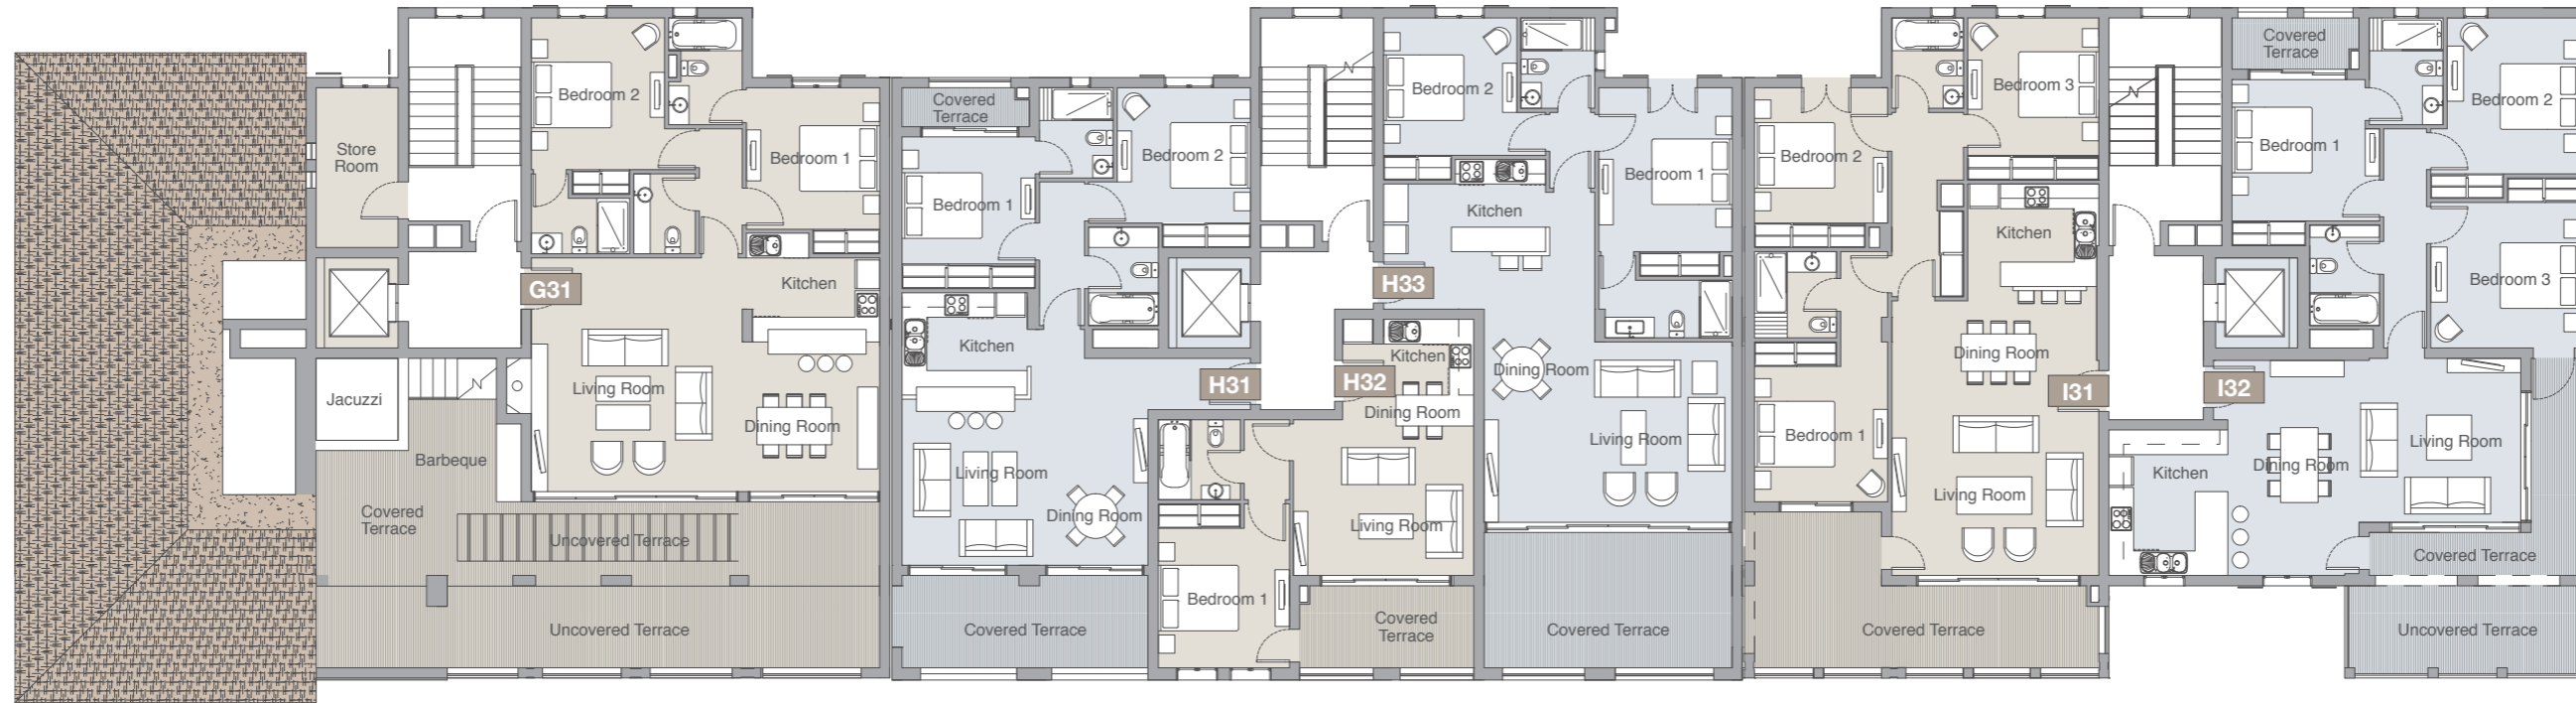 Store
Room
Bedroom 2
Bedroom 1
G31
Kitchen
Living Room
Dining Room
Jacuzzi
Barbeque
Covered
Terrace
Uncovered Terrace
Uncovered Terrace
Covered
Terrace
Bedroom 1
Bedroom 2
Kitchen
H31
Living Room
Dining Room
Covered Terrace
H32
Kitchen
Dining Room
Living Room
Bedroom 1
Covered
Terrace
Bedroom 2
Bedroom 1
Kitchen
H33
Dining Room
Living Room
Covered Terrace
Bedroom 2
Bedroom 3
Kitchen
Dining Room
I31
Bedroom 1
Living Room
Covered Terrace
Covered
Terrace
Bedroom 2
Bedroom 1
Bedroom 3
I32
Living Room
Dining Room
Kitchen
Covered Terrace
Uncovered Terrace